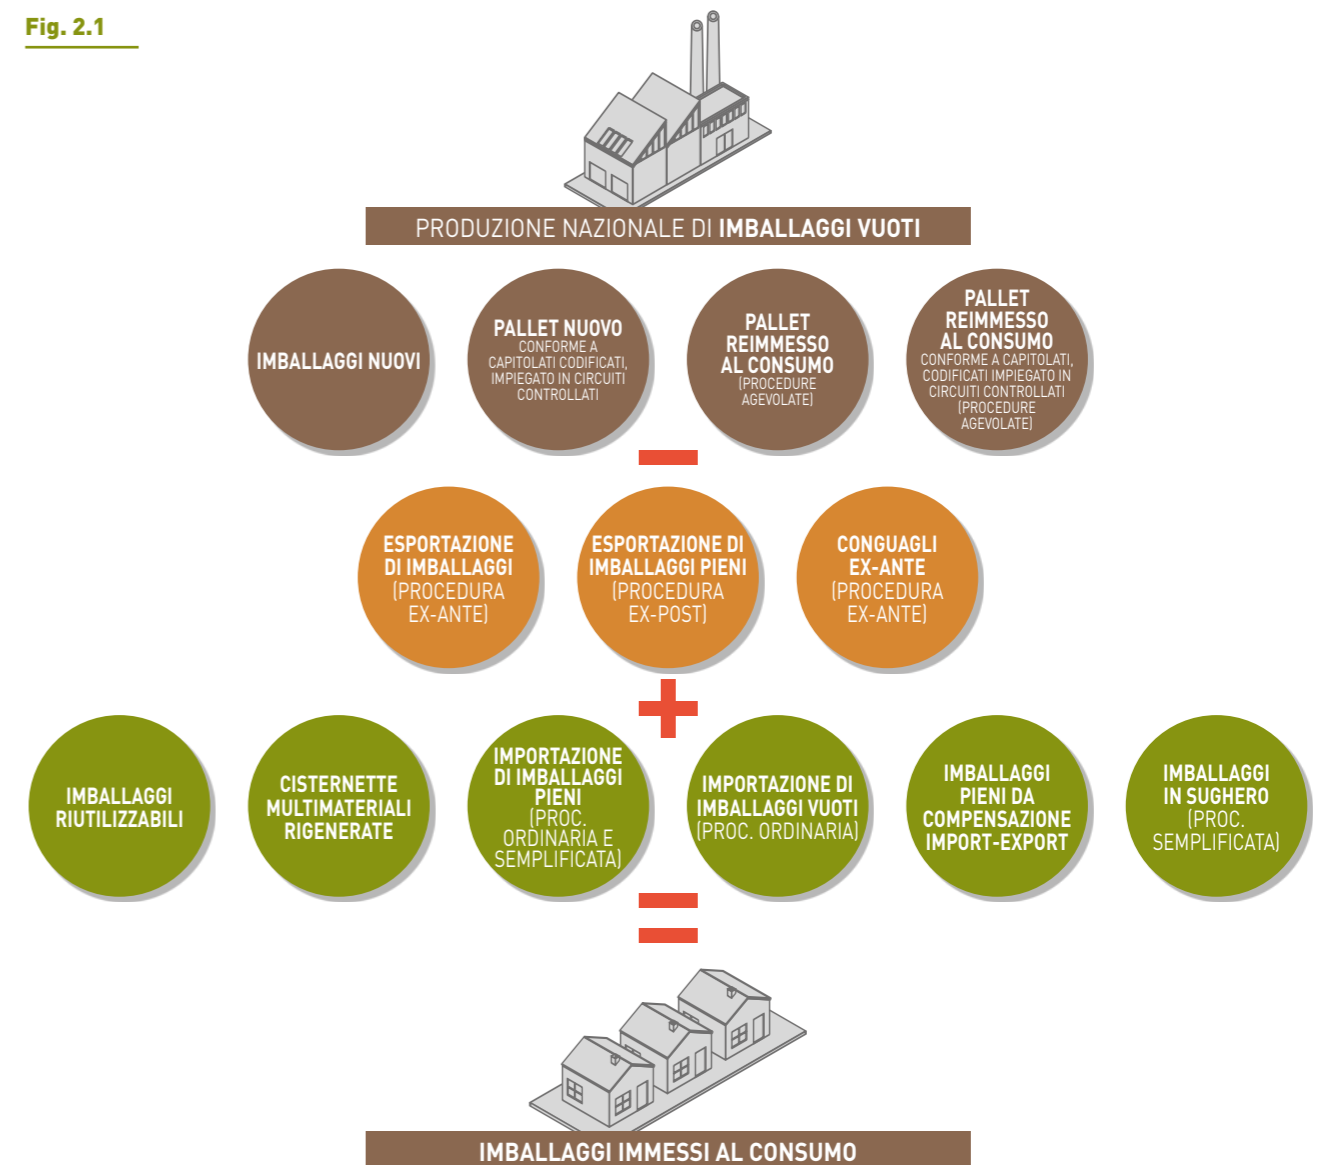 Fig. 2.1
PRODUZIONE NAZIONALE DI IMBALLAGGI VUOTI
IMBALLAGGI NUOVI
PALLET NUOVO
CONFORME A
CAPITOLATI CODIFICATI,
IMPIEGATO IN CIRCUITI
CONTROLLATI
PALLET
REIMMESSO
AL CONSUMO
(PROCEDURE
AGEVOLATE)
PALLET
REIMMESSO
AL CONSUMO
CONFORME A CAPITOLATI,
CODIFICATI IMPIEGATO IN
CIRCUITI CONTROLLATI
(PROCEDURE
AGEVOLATE)
ESPORTAZIONE
DI IMBALLAGGI
(PROCEDURA
EX-ANTE)
ESPORTAZIONE DI
IMBALLAGGI PIENI
(PROCEDURA
EX-POST)
CONGUAGLI
EX-ANTE
(PROCEDURA
EX-ANTE)
IMBALLAGGI
RIUTILIZZABILI
CISTERNETTE
MULTIMATERIALI
RIGENERATE
IMPORTAZIONE
DI IMBALLAGGI
PIENI
(PROC.
ORDINARIA E
SEMPLIFICATA)
IMPORTAZIONE DI
IMBALLAGGI VUOTI
(PROC. ORDINARIA)
IMBALLAGGI
PIENI DA
COMPENSAZIONE
IMPORT-EXPORT
IMBALLAGGI
IN SUGHERO
(PROC.
SEMPLIFICATA)
IMBALLAGGI IMMESSI AL CONSUMO